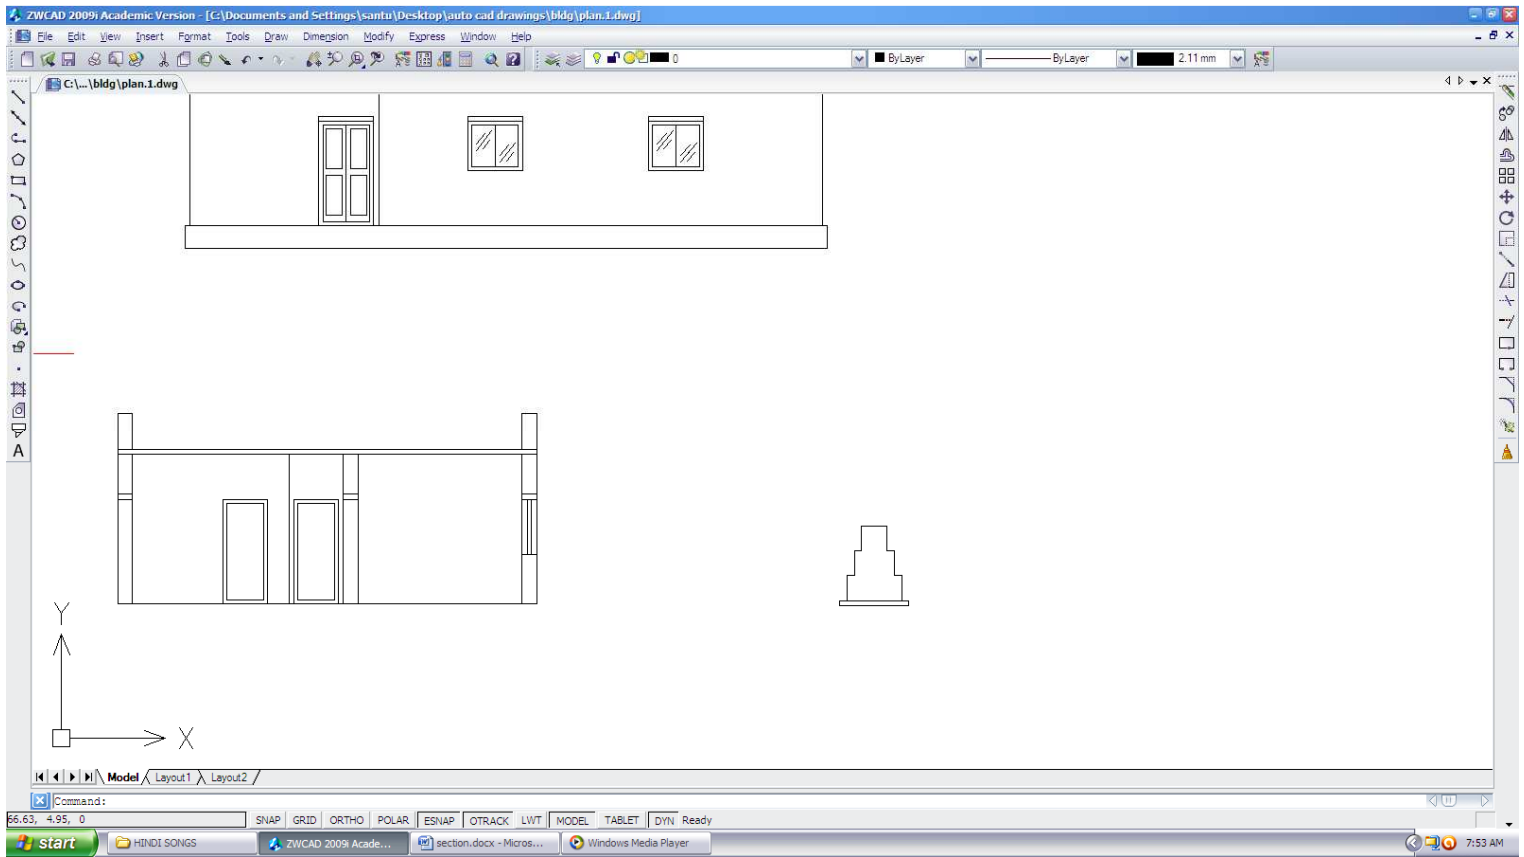 ZWCAD 2009i Academic Version - [C:\Documents and Settings\santu\Desktop\auto cad drawings\bldg\plan.1.dwg]
File Edit View Insert Format Tools Draw Dimension Modify Express Window Help
0 ByLayer ByLayer 2.11 mm
C:\...\bldg\plan.1.dwg
A
Y
X
Model Layout1 Layout2
Command:
66.63, 4.95, 0 SNAP GRID ORTHO POLAR ESNAP OTRACK LWT MODEL TABLET DYN Ready
start HINDI SONGS ZWCAD 2009i Acade... section.docx - Micros... Windows Media Player 7:53 AM